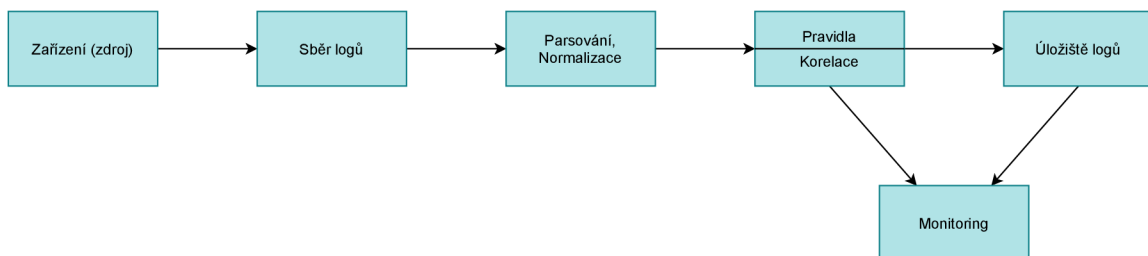 Zařízení (zdroj)
Sběr logů
Parsování,
Normalizace
Pravidla
Korelace
Úložiště logů
Monitoring